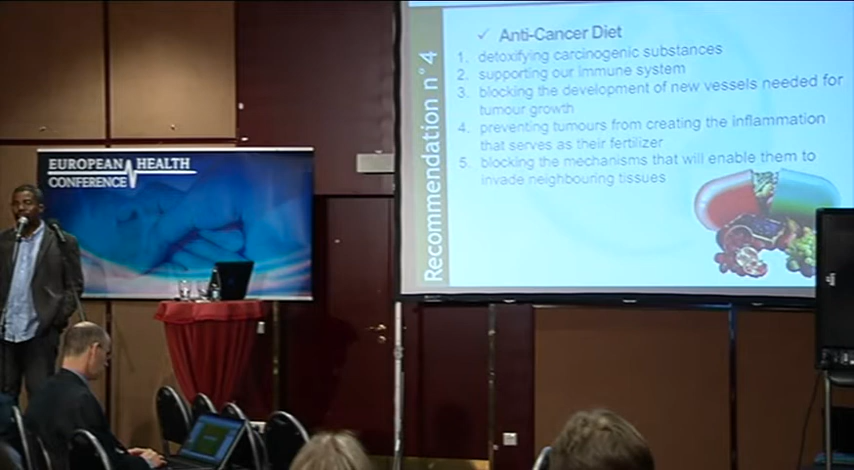 EUROPEAN HEALTH
CONFERENCE
Recommendation n°4
✓ Anti-Cancer Diet
1. detoxifying carcinogenic substances
2. supporting our immune system
3. blocking the development of new vessels needed for
tumour growth
4. preventing tumours from creating the inflammation
that serves as their fertilizer
5. blocking the mechanisms that will enable them to
invade neighbouring tissues